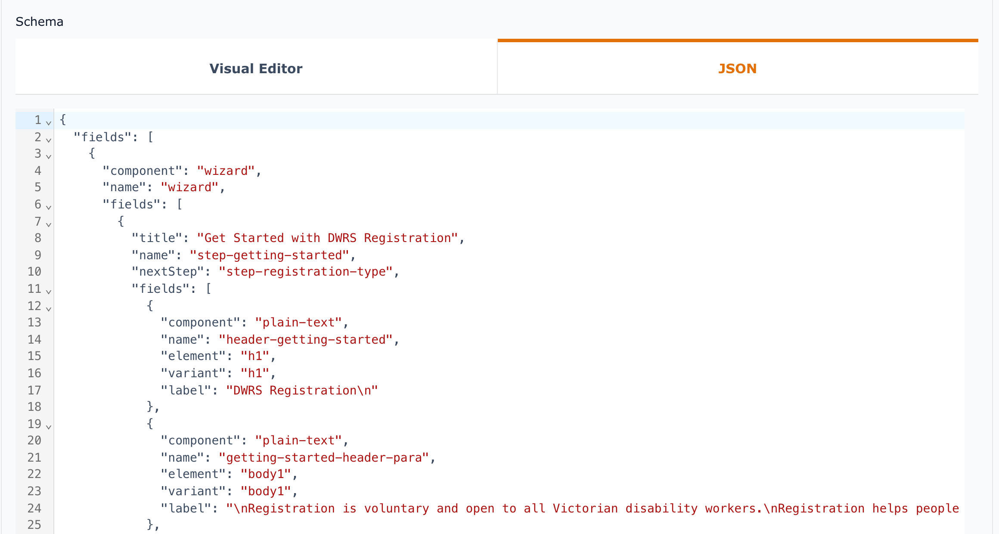 Schema
Visual Editor
JSON
1 {
2   "fields": [
3     {
4       "component": "wizard",
5       "name": "wizard",
6       "fields": [
7         {
8           "title": "Get Started with DWRS Registration",
9           "name": "step-getting-started",
10           "nextStep": "step-registration-type",
11           "fields": [
12             {
13               "component": "plain-text",
14               "name": "header-getting-started",
15               "element": "h1",
16               "variant": "h1",
17               "label": "DWRS Registration\n"
18             },
19             {
20               "component": "plain-text",
21               "name": "getting-started-header-para",
22               "element": "body1",
23               "variant": "body1",
24               "label": "\nRegistration is voluntary and open to all Victorian disability workers.\nRegistration helps people
25             },